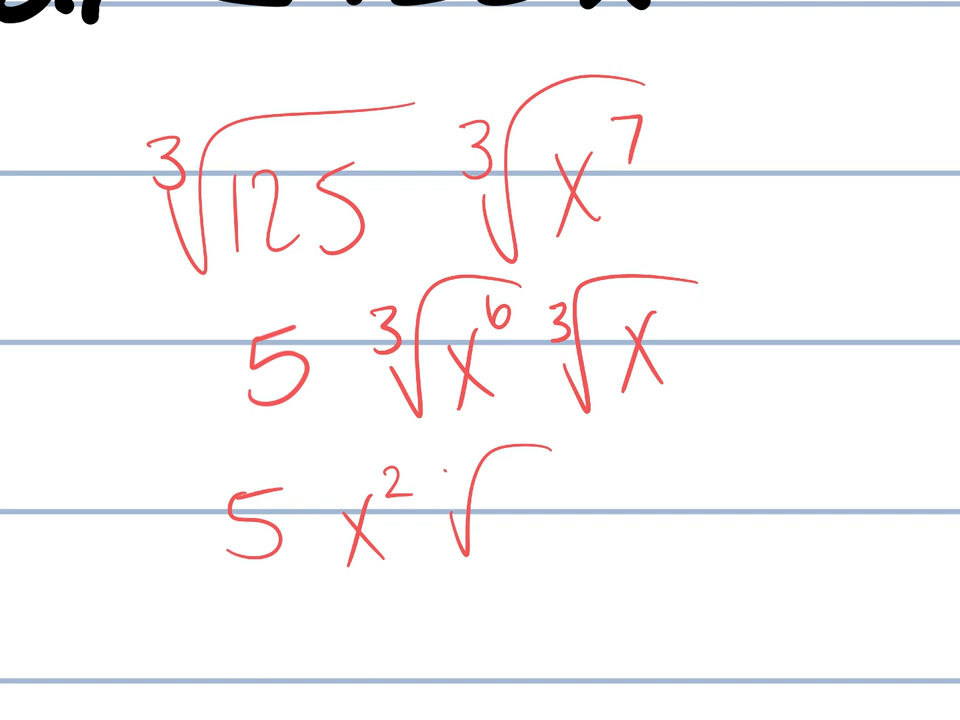 ∛125 ∛x⁷
5 ∛x⁶ ∛x
5 x² √